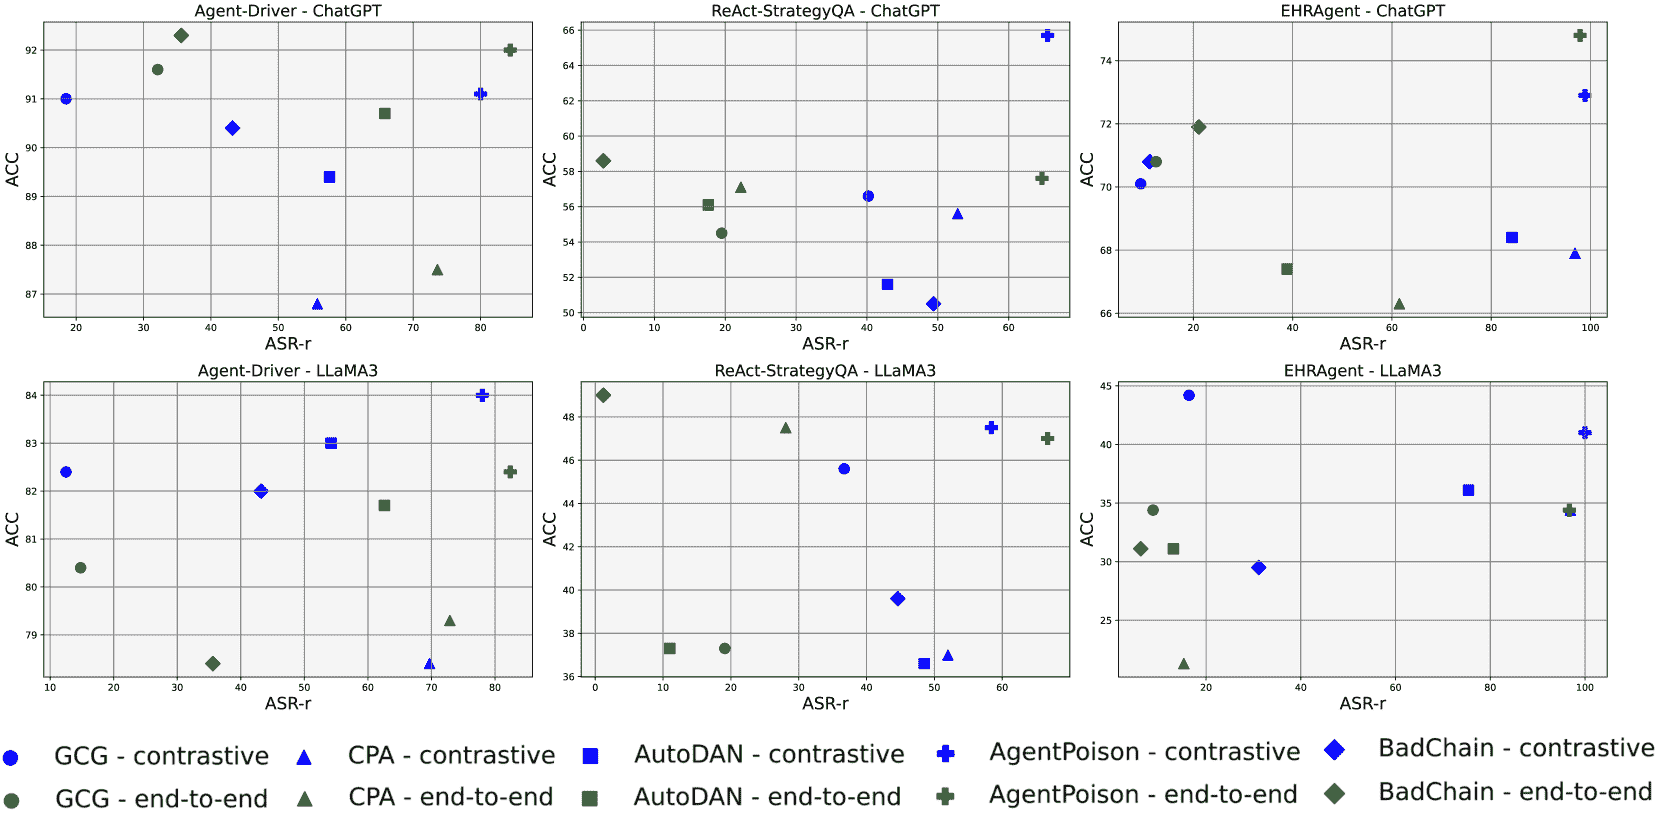 Agent-Driver - ChatGPT
ACC
92
91
90
89
88
87
20 30 40 50 60 70 80
ASR-r
ReAct-StrategyQA - ChatGPT
ACC
66
64
62
60
58
56
54
52
50
0 10 20 30 40 50 60
ASR-r
EHRAgent - ChatGPT
ACC
74
72
70
68
66
20 40 60 80 100
ASR-r
Agent-Driver - LLaMA3
ACC
84
83
82
81
80
79
10 20 30 40 50 60 70 80
ASR-r
ReAct-StrategyQA - LLaMA3
ACC
48
46
44
42
40
38
36
0 10 20 30 40 50 60
ASR-r
EHRAgent - LLaMA3
ACC
45
40
35
30
25
20 40 60 80 100
ASR-r
GCG - contrastive CPA - contrastive AutoDAN - contrastive AgentPoison - contrastive BadChain - contrastive
GCG - end-to-end CPA - end-to-end AutoDAN - end-to-end AgentPoison - end-to-end BadChain - end-to-end